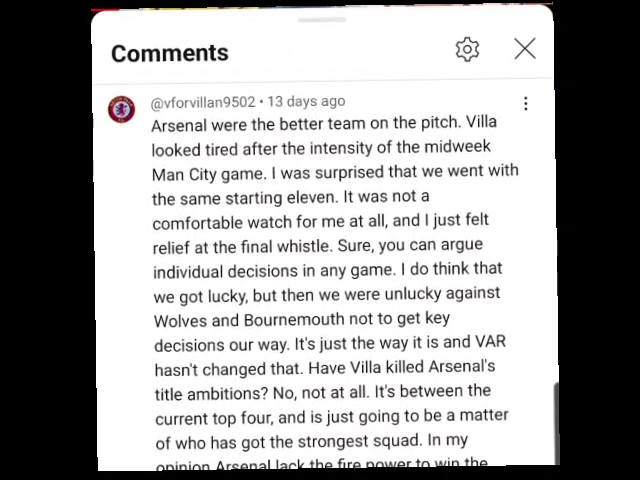 Comments
@vforvillan9502 • 13 days ago
Arsenal were the better team on the pitch. Villa
looked tired after the intensity of the midweek
Man City game. I was surprised that we went with
the same starting eleven. It was not a
comfortable watch for me at all, and I just felt
relief at the final whistle. Sure, you can argue
individual decisions in any game. I do think that
we got lucky, but then we were unlucky against
Wolves and Bournemouth not to get key
decisions our way. It's just the way it is and VAR
hasn't changed that. Have Villa killed Arsenal's
title ambitions? No, not at all. It's between the
current top four, and is just going to be a matter
of who has got the strongest squad. In my
opinion Arsenal lack the fire power to win the